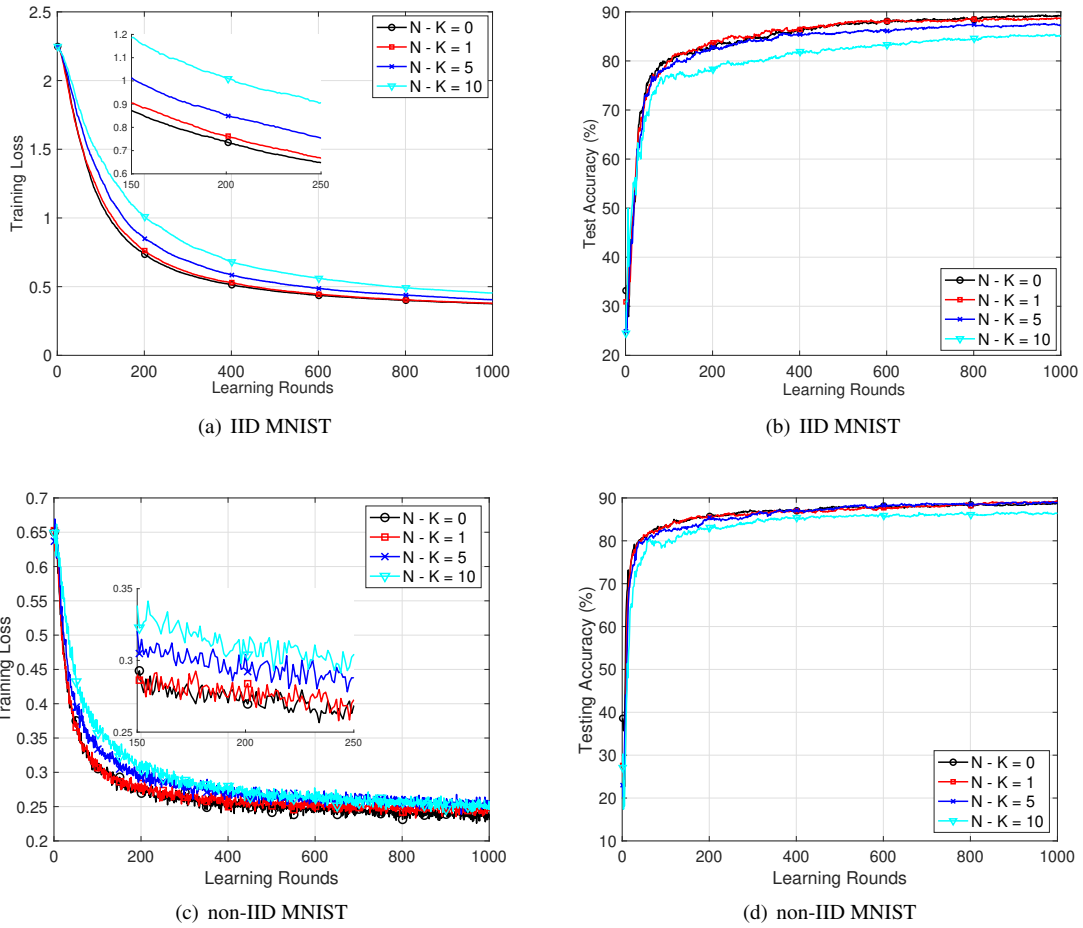 2.5
2
1.5
1
0.5
0
0 200 400 600 800 1000
Training Loss
Learning Rounds
N - K = 0
N - K = 1
N - K = 5
N - K = 10
1.2
1.1
1
0.9
0.8
0.7
0.6
150 200 250
(a) IID MNIST
90
80
70
60
50
40
30
20
0 200 400 600 800 1000
Test Accuracy (%)
Learning Rounds
N - K = 0
N - K = 1
N - K = 5
N - K = 10
(b) IID MNIST
0.7
0.65
0.6
0.55
0.5
0.45
0.4
0.35
0.3
0.25
0.2
0 200 400 600 800 1000
Training Loss
Learning Rounds
N - K = 0
N - K = 1
N - K = 5
N - K = 10
0.35
0.3
0.25
150 200 250
(c) non-IID MNIST
90
80
70
60
50
40
30
20
10
0 200 400 600 800 1000
Testing Accuracy (%)
Learning Rounds
N - K = 0
N - K = 1
N - K = 5
N - K = 10
(d) non-IID MNIST